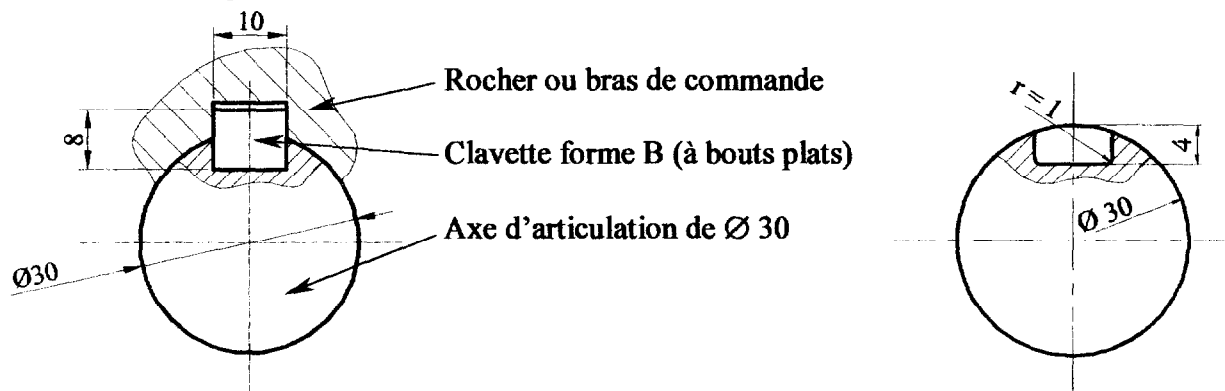 10
Rocher ou bras de commande
8
Clavette forme B (à bouts plats)
Axe d'articulation de Ø 30
Ø30
r = 1
4
Ø 30